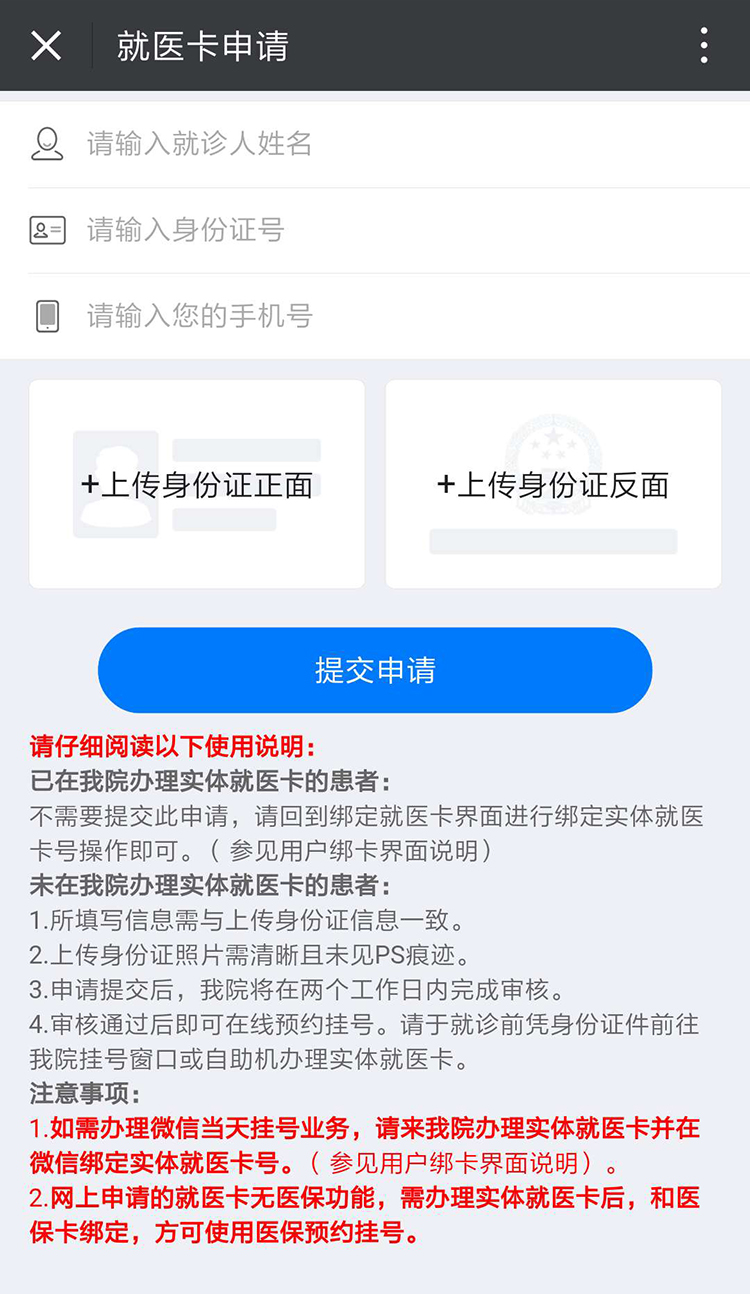 就医卡申请
请输入就诊人姓名
请输入身份证号
请输入您的手机号
+上传身份证正面
+上传身份证反面
提交申请
请仔细阅读以下使用说明：
已在我院办理实体就医卡的患者：
不需要提交此申请，请回到绑定就医卡界面进行绑定实体就医
卡号操作即可。（ 参见用户绑卡界面说明）
未在我院办理实体就医卡的患者：
1.所填写信息需与上传身份证信息一致。
2.上传身份证照片需清晰且未见PS痕迹。
3.申请提交后，我院将在两个工作日内完成审核。
4.审核通过后即可在线预约挂号。请于就诊前凭身份证件前往
我院挂号窗口或自助机办理实体就医卡。
注意事项：
1.如需办理微信当天挂号业务，请来我院办理实体就医卡并在
微信绑定实体就医卡号。（ 参见用户绑卡界面说明）。
2.网上申请的就医卡无医保功能，需办理实体就医卡后，和医
保卡绑定，方可使用医保预约挂号。